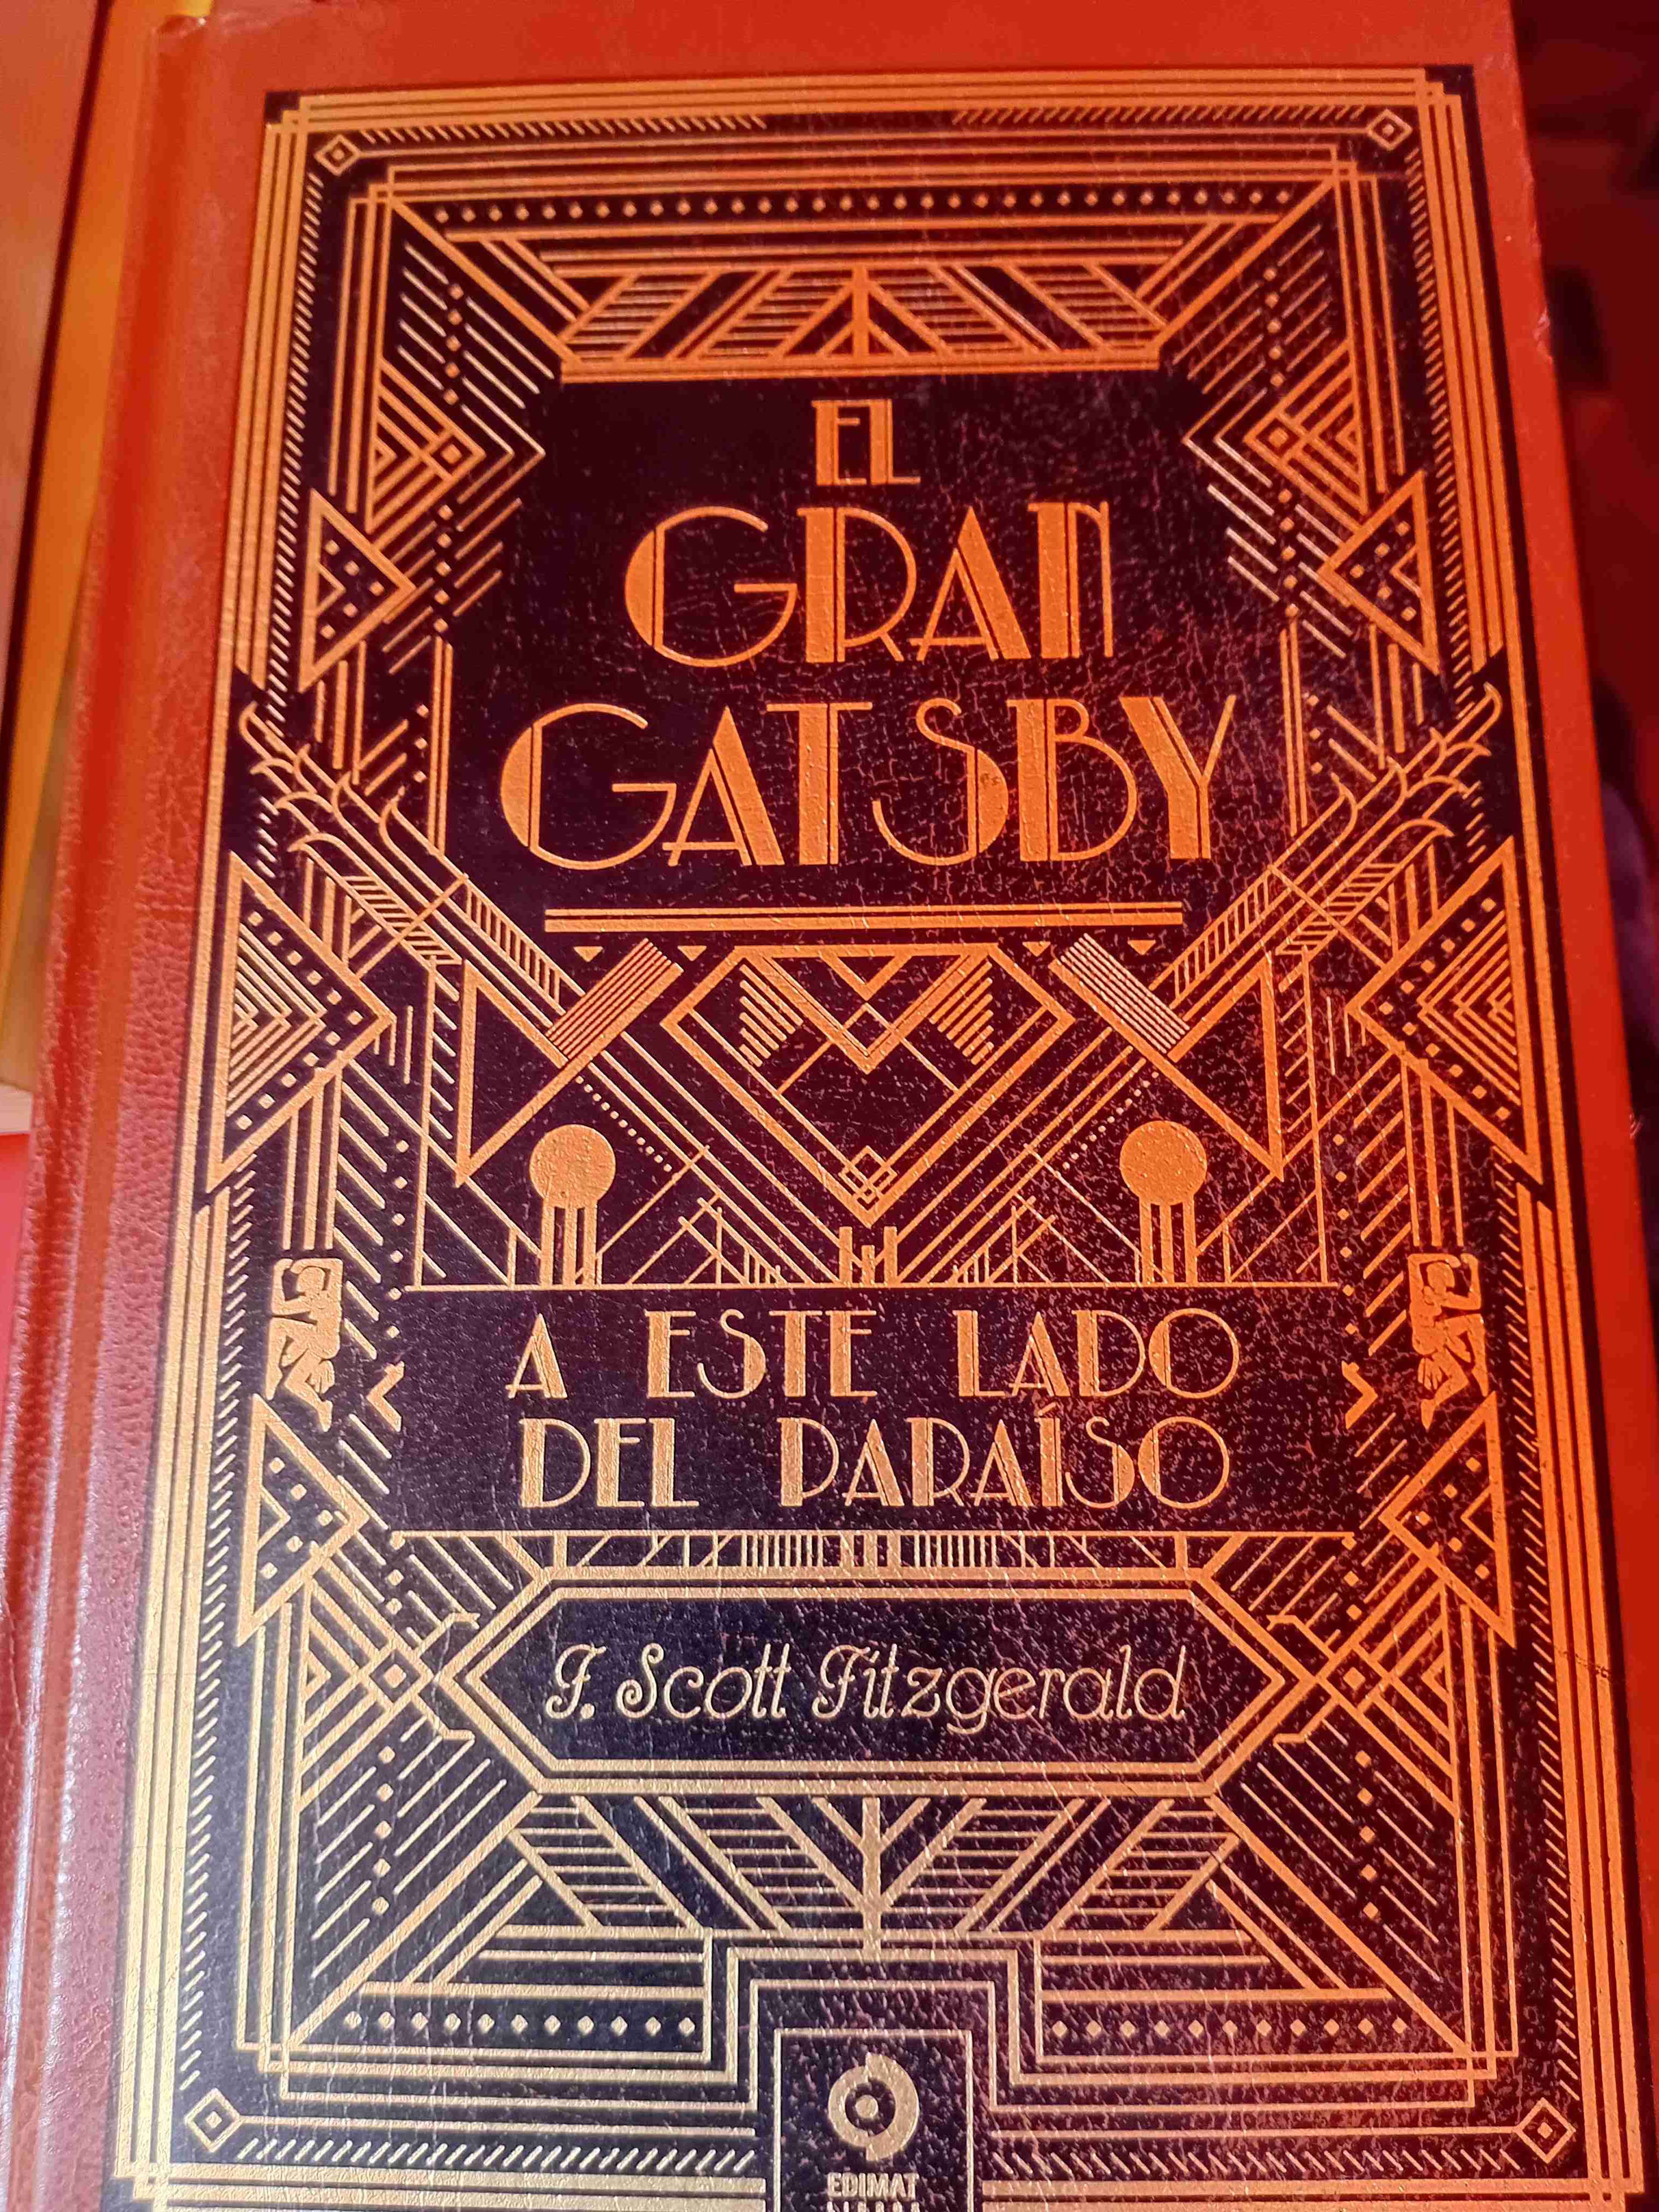 EL
GRAN
GATSBY
A ESTE LADO
DEL PARAÍSO
F. Scott Fitzgerald
EDIMAT